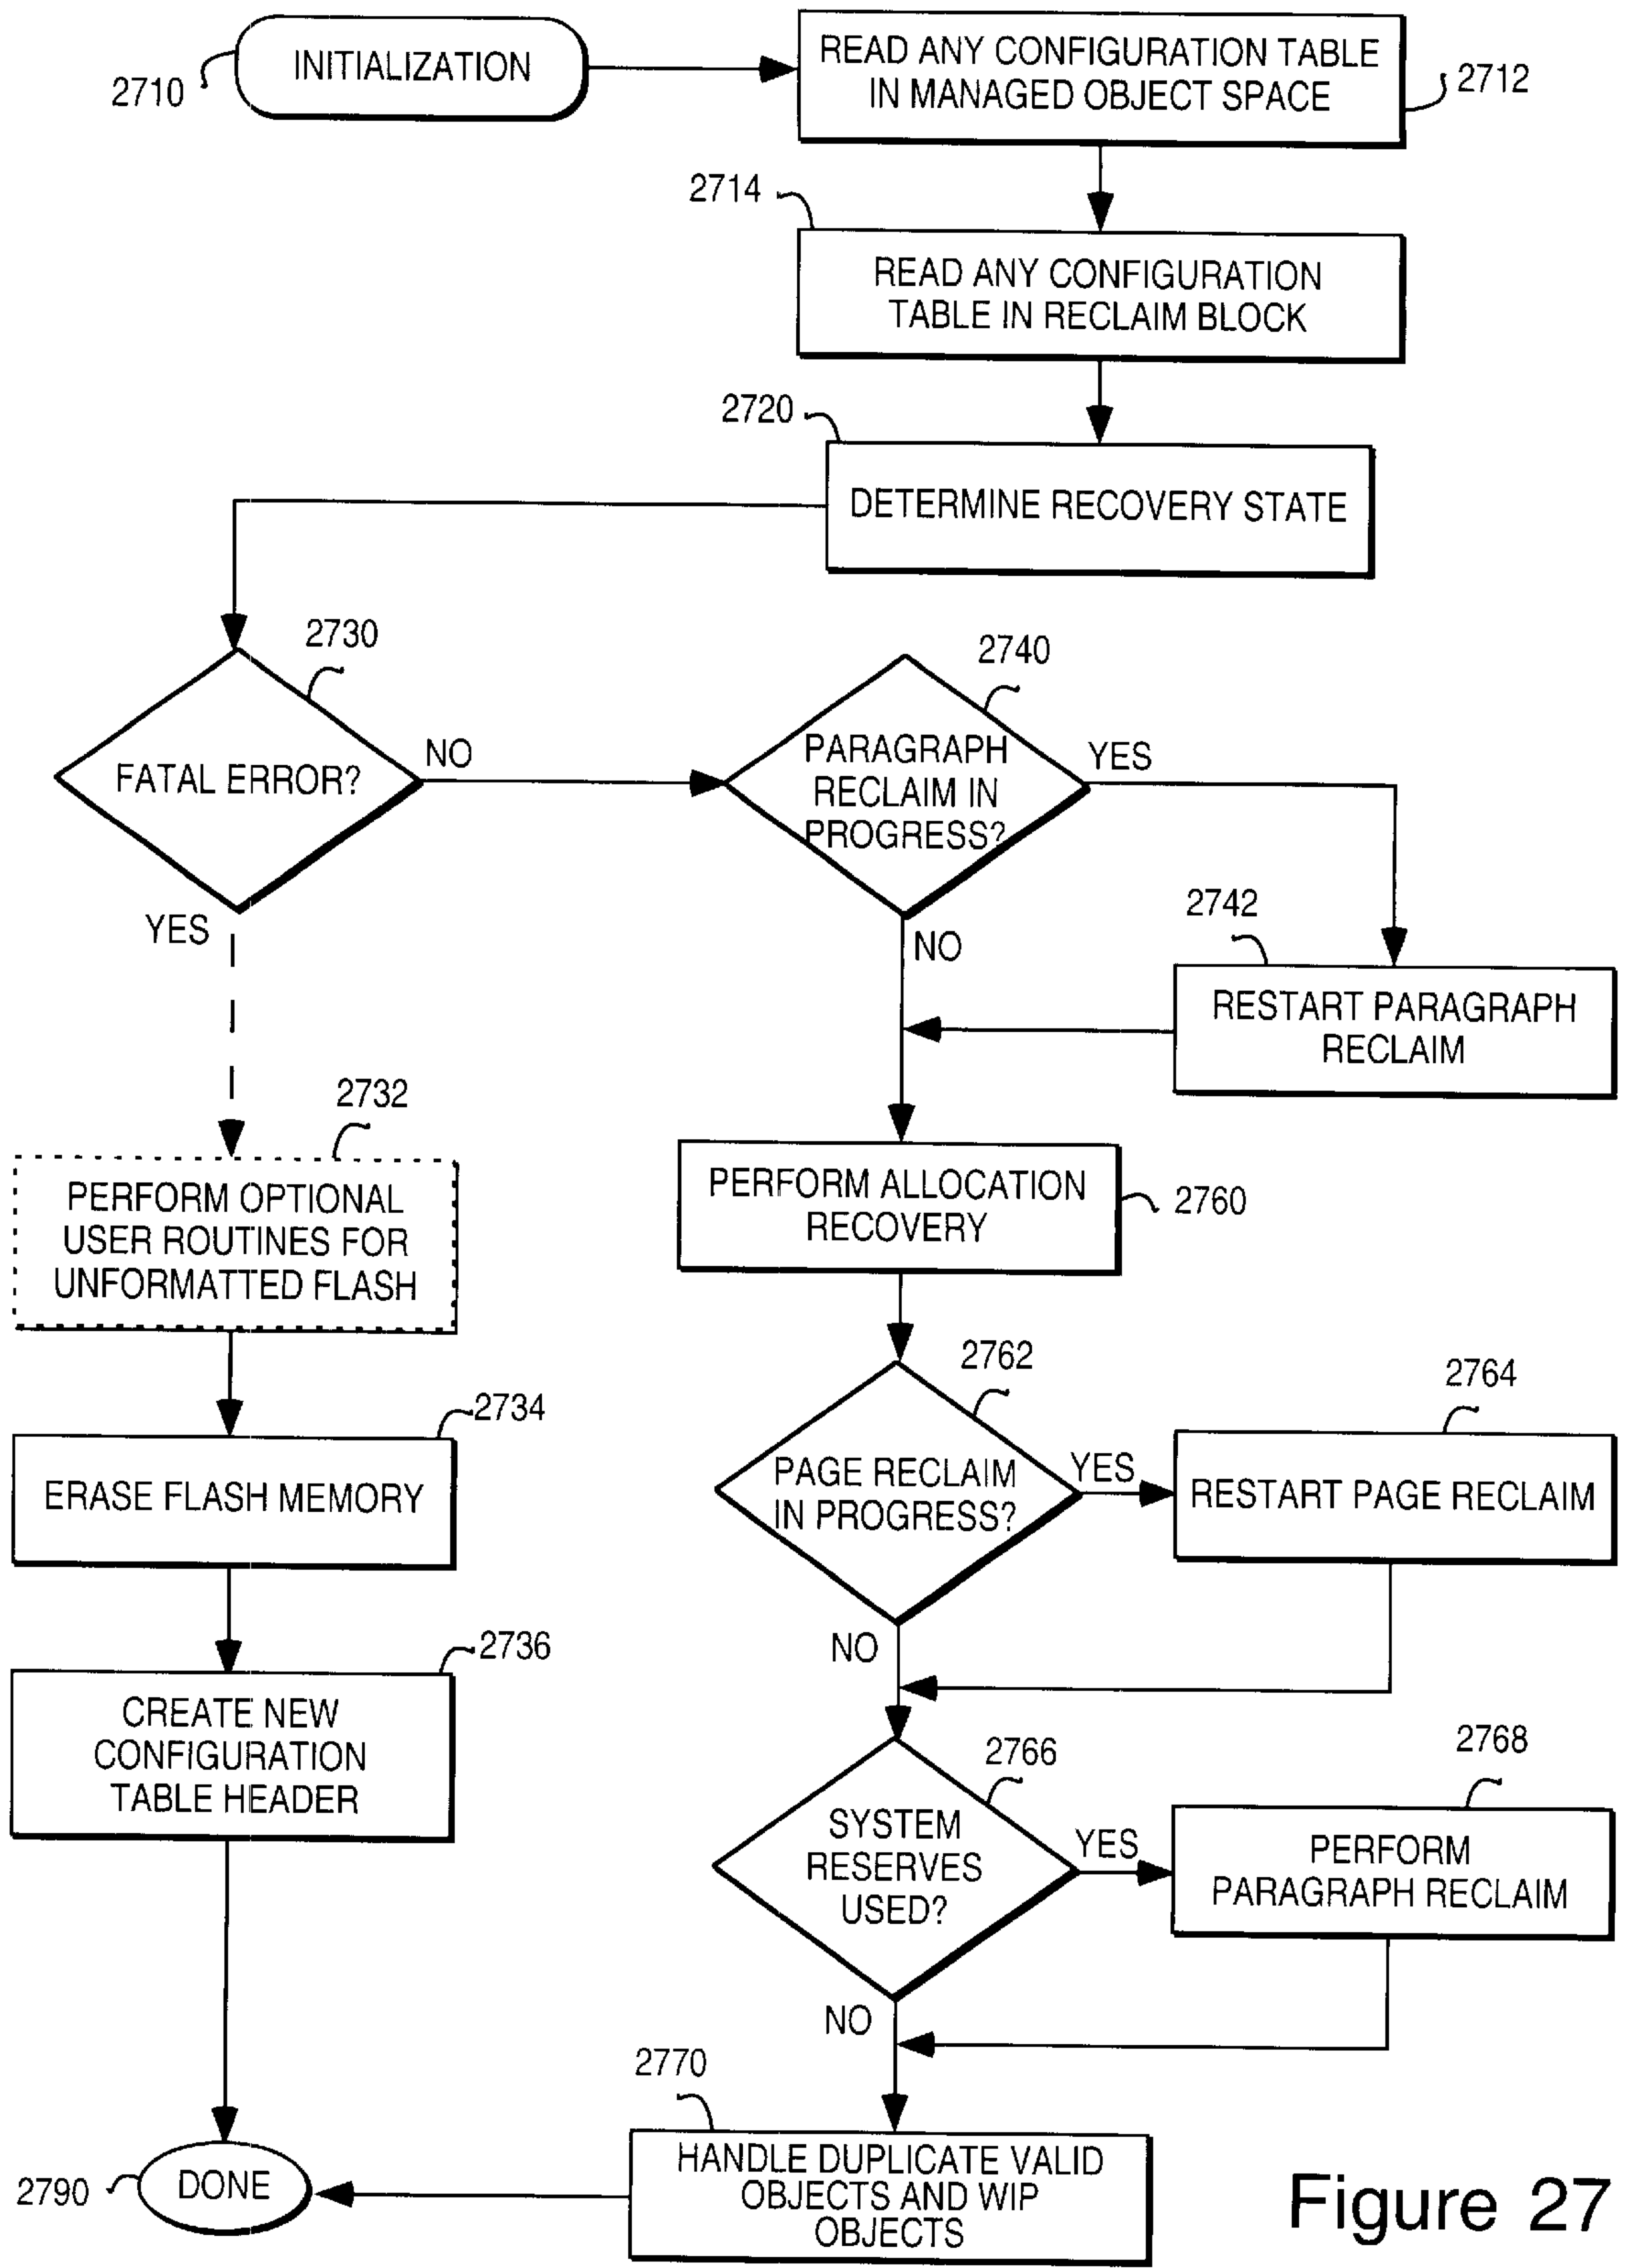 INITIALIZATION
2710
READ ANY CONFIGURATION TABLE
IN MANAGED OBJECT SPACE
2712
2714
READ ANY CONFIGURATION
TABLE IN RECLAIM BLOCK
2720
DETERMINE RECOVERY STATE
2730
FATAL ERROR?
NO
YES
2740
PARAGRAPH
RECLAIM IN
PROGRESS?
YES
NO
2742
RESTART PARAGRAPH
RECLAIM
2732
PERFORM OPTIONAL
USER ROUTINES FOR
UNFORMATTED FLASH
PERFORM ALLOCATION
RECOVERY
2760
2734
ERASE FLASH MEMORY
2762
PAGE RECLAIM
IN PROGRESS?
YES
NO
2764
RESTART PAGE RECLAIM
2736
CREATE NEW
CONFIGURATION
TABLE HEADER
2766
SYSTEM
RESERVES
USED?
YES
NO
2768
PERFORM
PARAGRAPH RECLAIM
2770
HANDLE DUPLICATE VALID
OBJECTS AND WIP
OBJECTS
2790
DONE
Figure 27